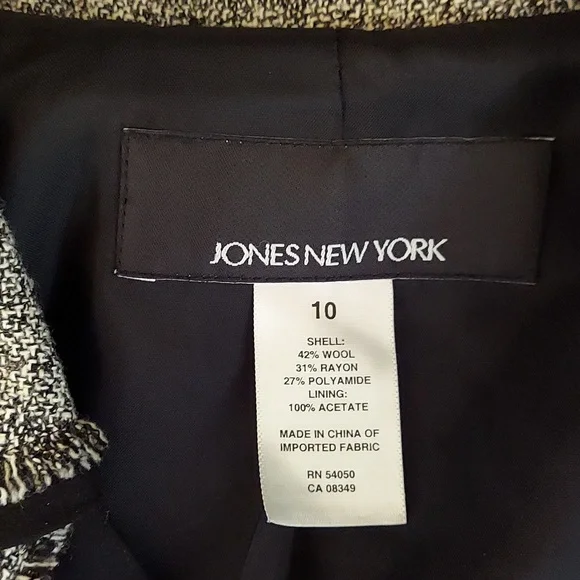 JONES NEW YORK
10
SHELL:
42% WOOL
31% RAYON
27% POLYAMIDE
LINING:
100% ACETATE
MADE IN CHINA OF
IMPORTED FABRIC
RN 54050
CA 08349